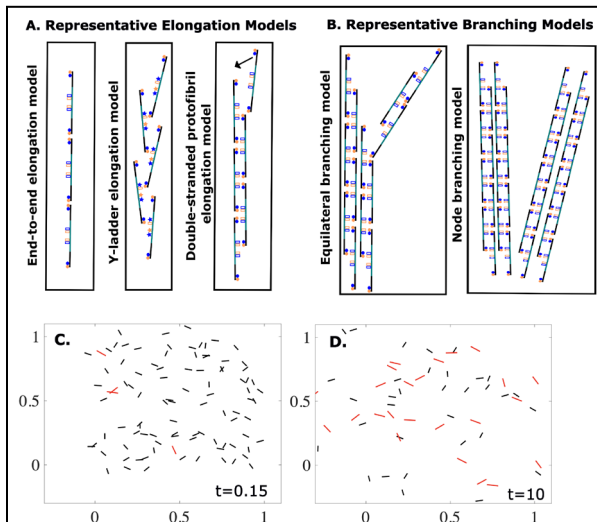 A. Representative Elongation Models
B. Representative Branching Models
End-to-end elongation model
Y-ladder elongation model
Double-stranded protofibril
elongation model
Equilateral branching model
Node branching model
C.
1
0.5
0
0
0.5
1
t=0.15
D.
1
0.5
0
0
0.5
1
t=10